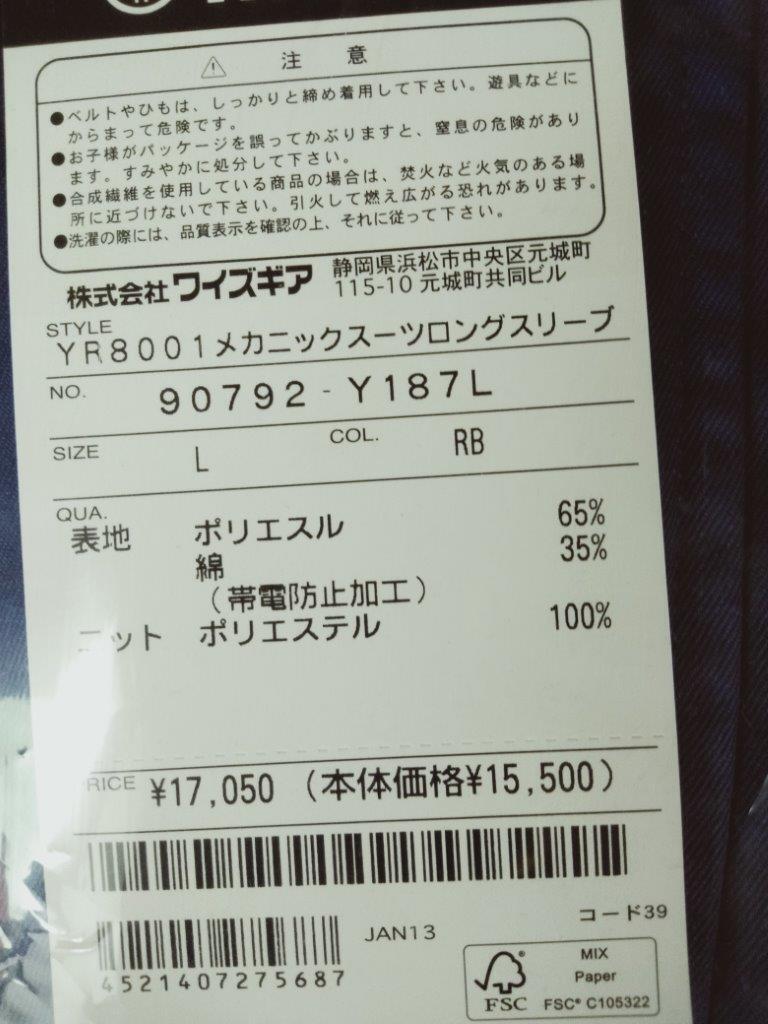 注 意
●ベルトやひもは、しっかりと締め着用して下さい。遊具などに
からまって危険です。
●お子様がパッケージを誤ってかぶりますと、窒息の危険があり
ます。すみやかに処分して下さい。
●合成繊維を使用している商品の場合は、焚火など火気のある場
所に近づけないで下さい。引火して燃え広がる恐れがあります。
●洗濯の際には、品質表示を確認の上、それに従って下さい。
株式会社 ワイズギア 静岡県浜松市中央区元城町
115-10 元城町共同ビル
STYLE
YR8001メカニックスーツロングスリーブ
NO. 90792-Y187L
SIZE L COL. RB
QUA.
表地 ポリエスル 65%
綿 35%
（帯電防止加工）
ニット ポリエステル 100%
PRICE ¥17,050 (本体価格¥15,500)
コード39
JAN13
4521407275687
MIX
Paper
FSC FSC® C105322